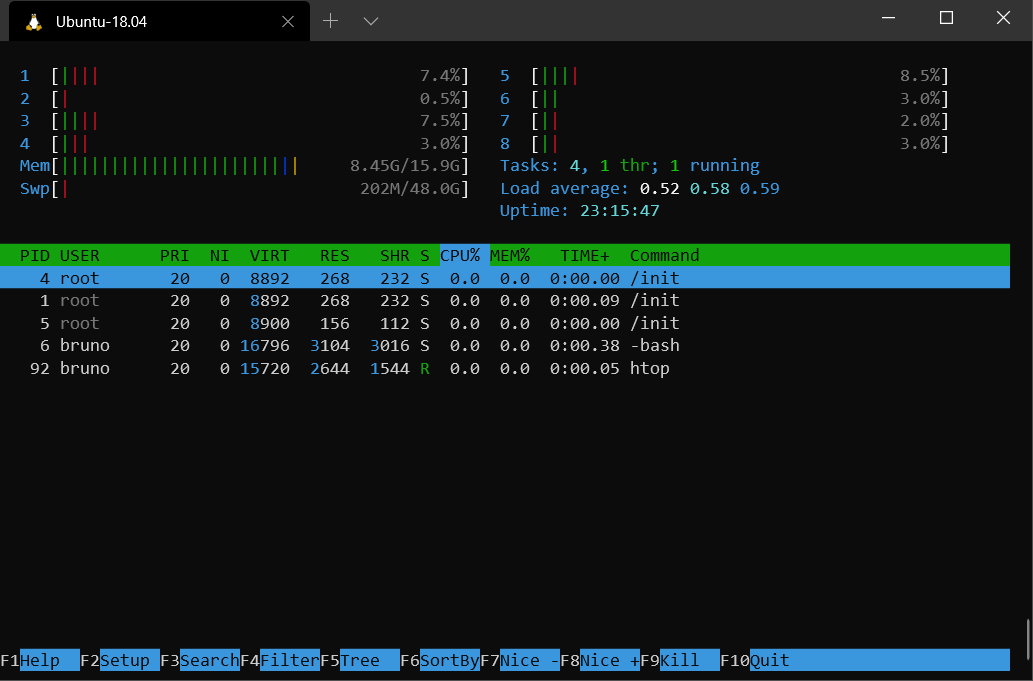 Ubuntu-18.04
1 [|||| 7.4%] 5 [|||| 8.5%]
2 [| 0.5%] 6 [|| 3.0%]
3 [|||| 7.5%] 7 [|| 2.0%]
4 [||| 3.0%] 8 [|| 3.0%]
Mem[|||||||||||||||||||||||| 8.45G/15.9G] Tasks: 4, 1 thr; 1 running
Swp[| 202M/48.0G] Load average: 0.52 0.58 0.59
Uptime: 23:15:47
PID USER PRI NI VIRT RES SHR S CPU% MEM% TIME+ Command
4 root 20 0 8892 268 232 S 0.0 0.0 0:00.00 /init
1 root 20 0 8892 268 232 S 0.0 0.0 0:00.09 /init
5 root 20 0 8900 156 112 S 0.0 0.0 0:00.00 /init
6 bruno 20 0 16796 3104 3016 S 0.0 0.0 0:00.38 -bash
92 bruno 20 0 15720 2644 1544 R 0.0 0.0 0:00.05 htop
F1Help F2Setup F3SearchF4FilterF5Tree F6SortByF7Nice -F8Nice +F9Kill F10Quit